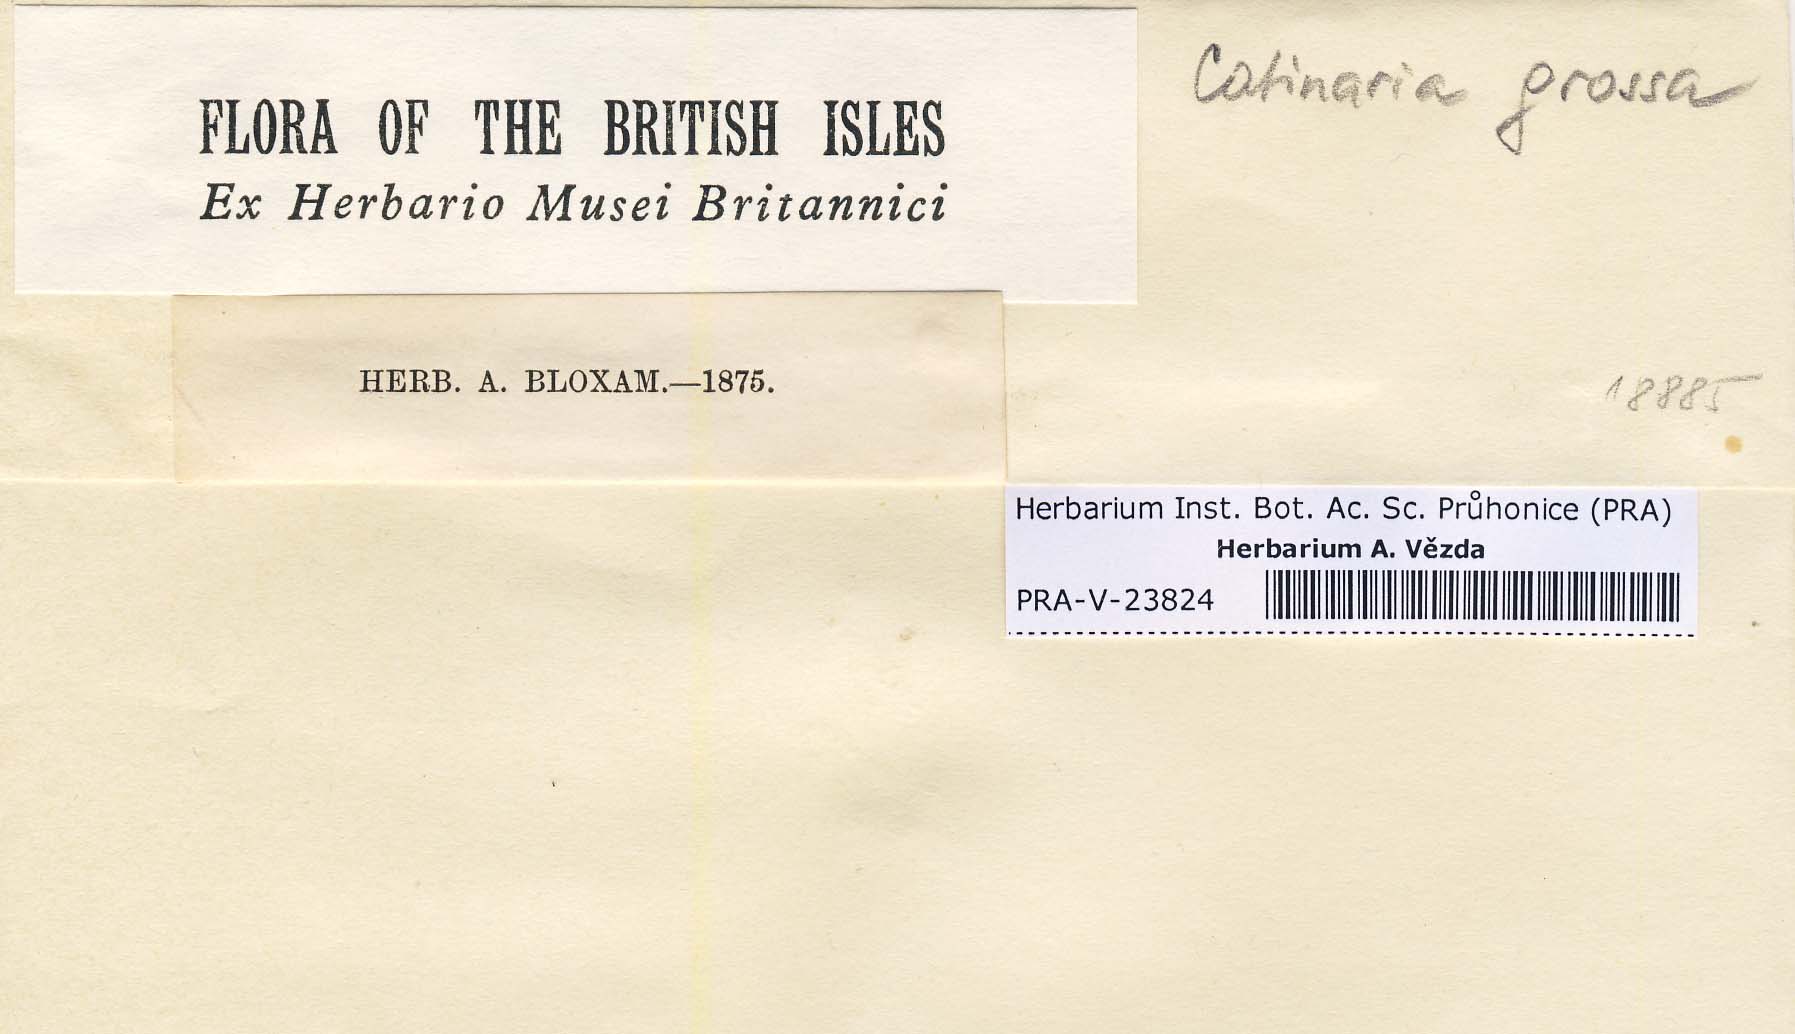 FLORA OF THE BRITISH ISLES
Ex Herbario Musei Britannici
Catinaria grossa
HERB. A. BLOXAM.—1875.
18885
Herbarium Inst. Bot. Ac. Sc. Průhonice (PRA)
Herbarium A. Vězda
PRA-V-23824